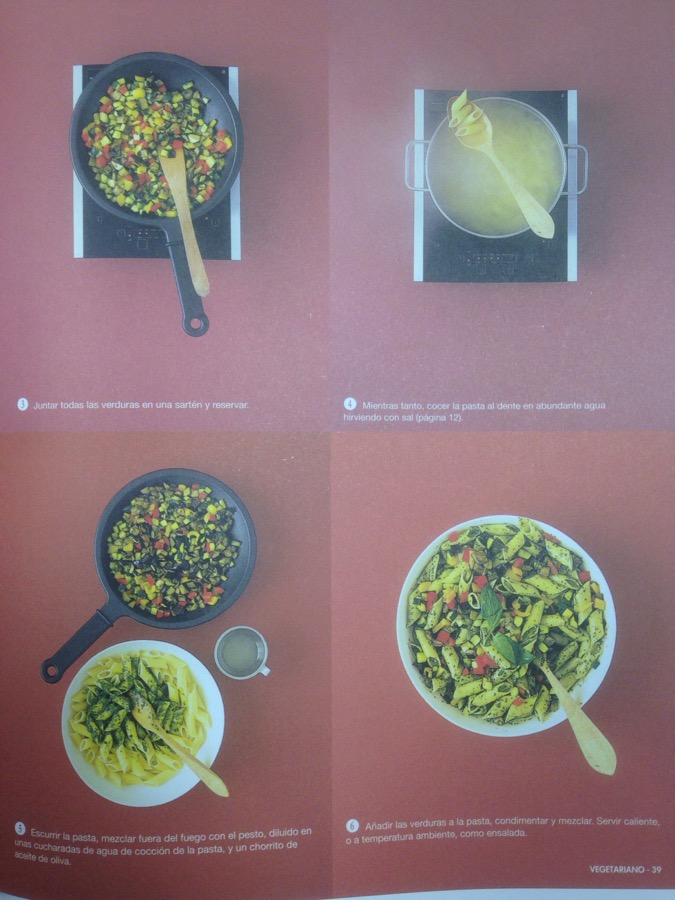 3 Juntar todas las verduras en una sartén y reservar.
4 Mientras tanto, cocer la pasta al dente en abundante agua
hirviendo con sal (página 12).
5 Escurrir la pasta, mezclar fuera del fuego con el pesto, diluido en
unas cucharadas de agua de cocción de la pasta, y un chorrito de
aceite de oliva.
6 Añadir las verduras a la pasta, condimentar y mezclar. Servir caliente,
o a temperatura ambiente, como ensalada.
VEGETARIANO - 39